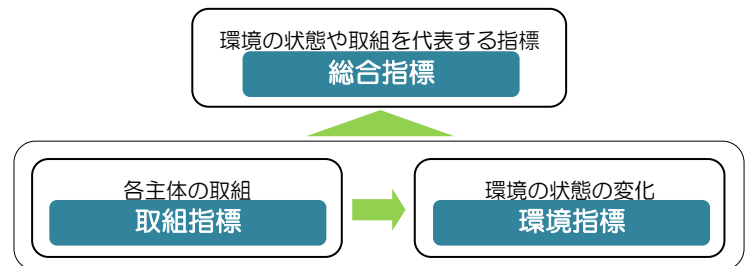 環境の状態や取組を代表する指標
総合指標
各主体の取組
取組指標
環境の状態の変化
環境指標